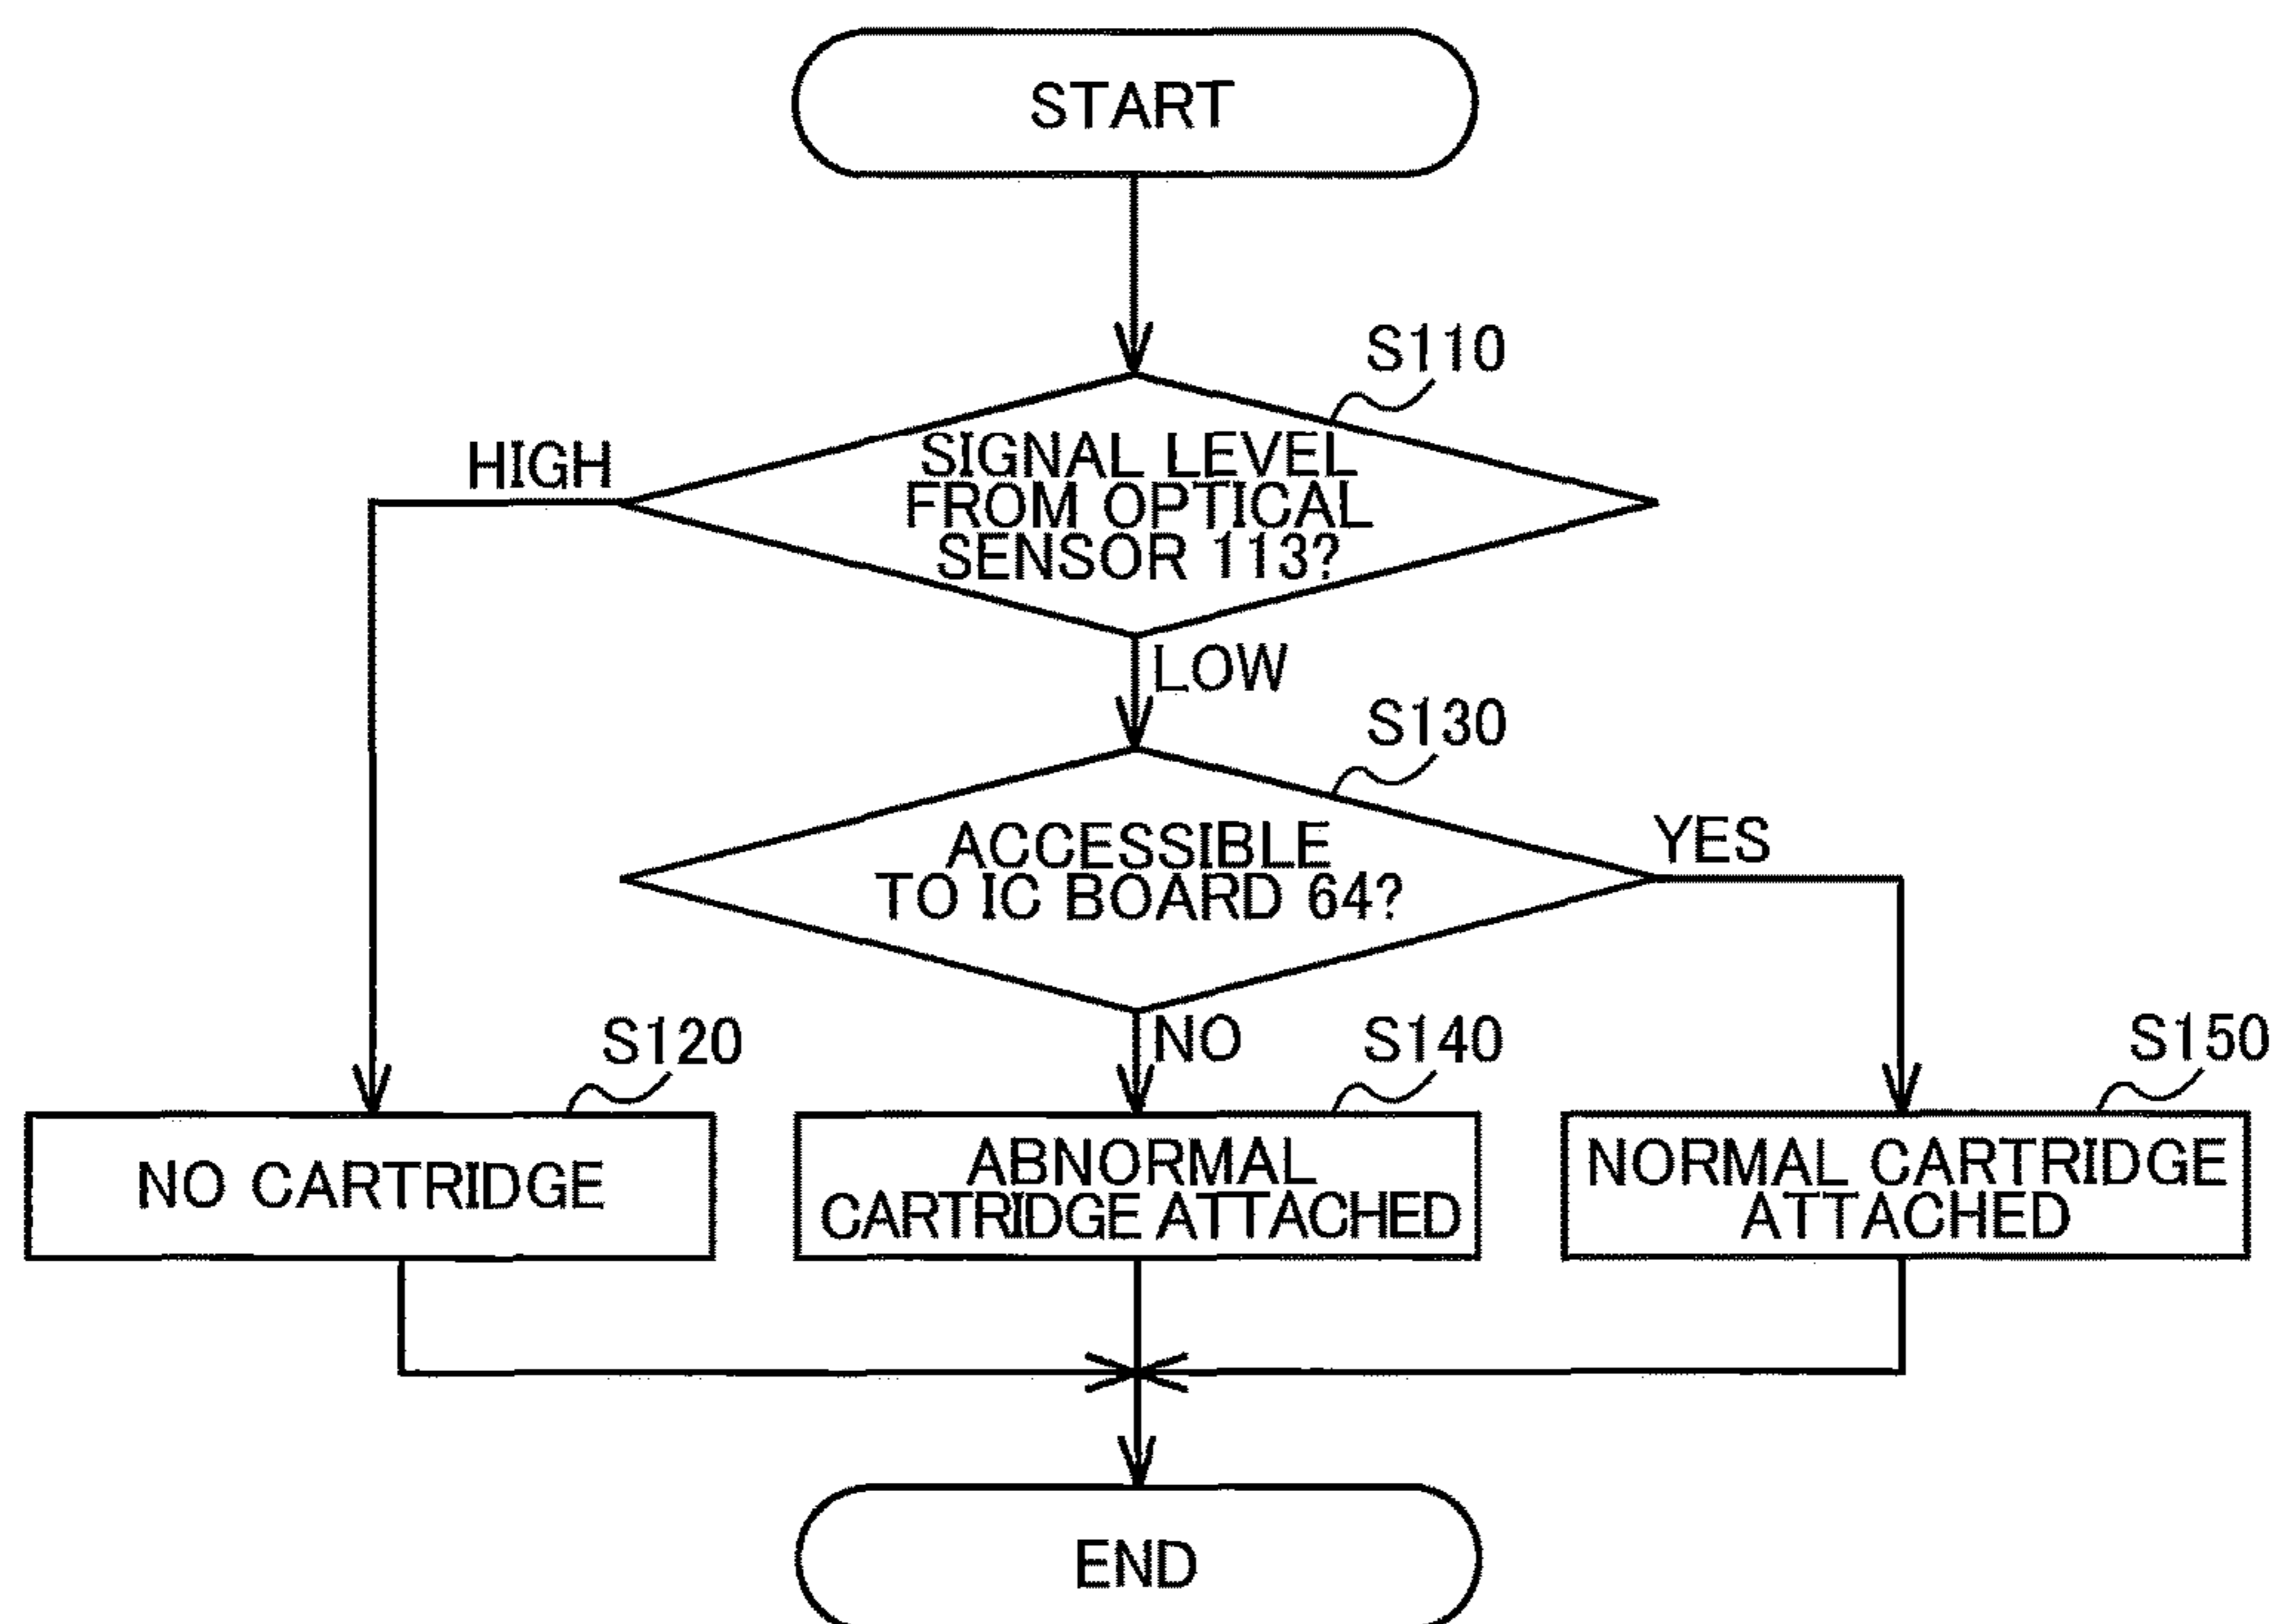 START
S110
HIGH
SIGNAL LEVEL
FROM OPTICAL
SENSOR 113?
LOW
S130
ACCESSIBLE
TO IC BOARD 64?
YES
NO
S120
S140
S150
NO CARTRIDGE
ABNORMAL
CARTRIDGE ATTACHED
NORMAL CARTRIDGE
ATTACHED
END